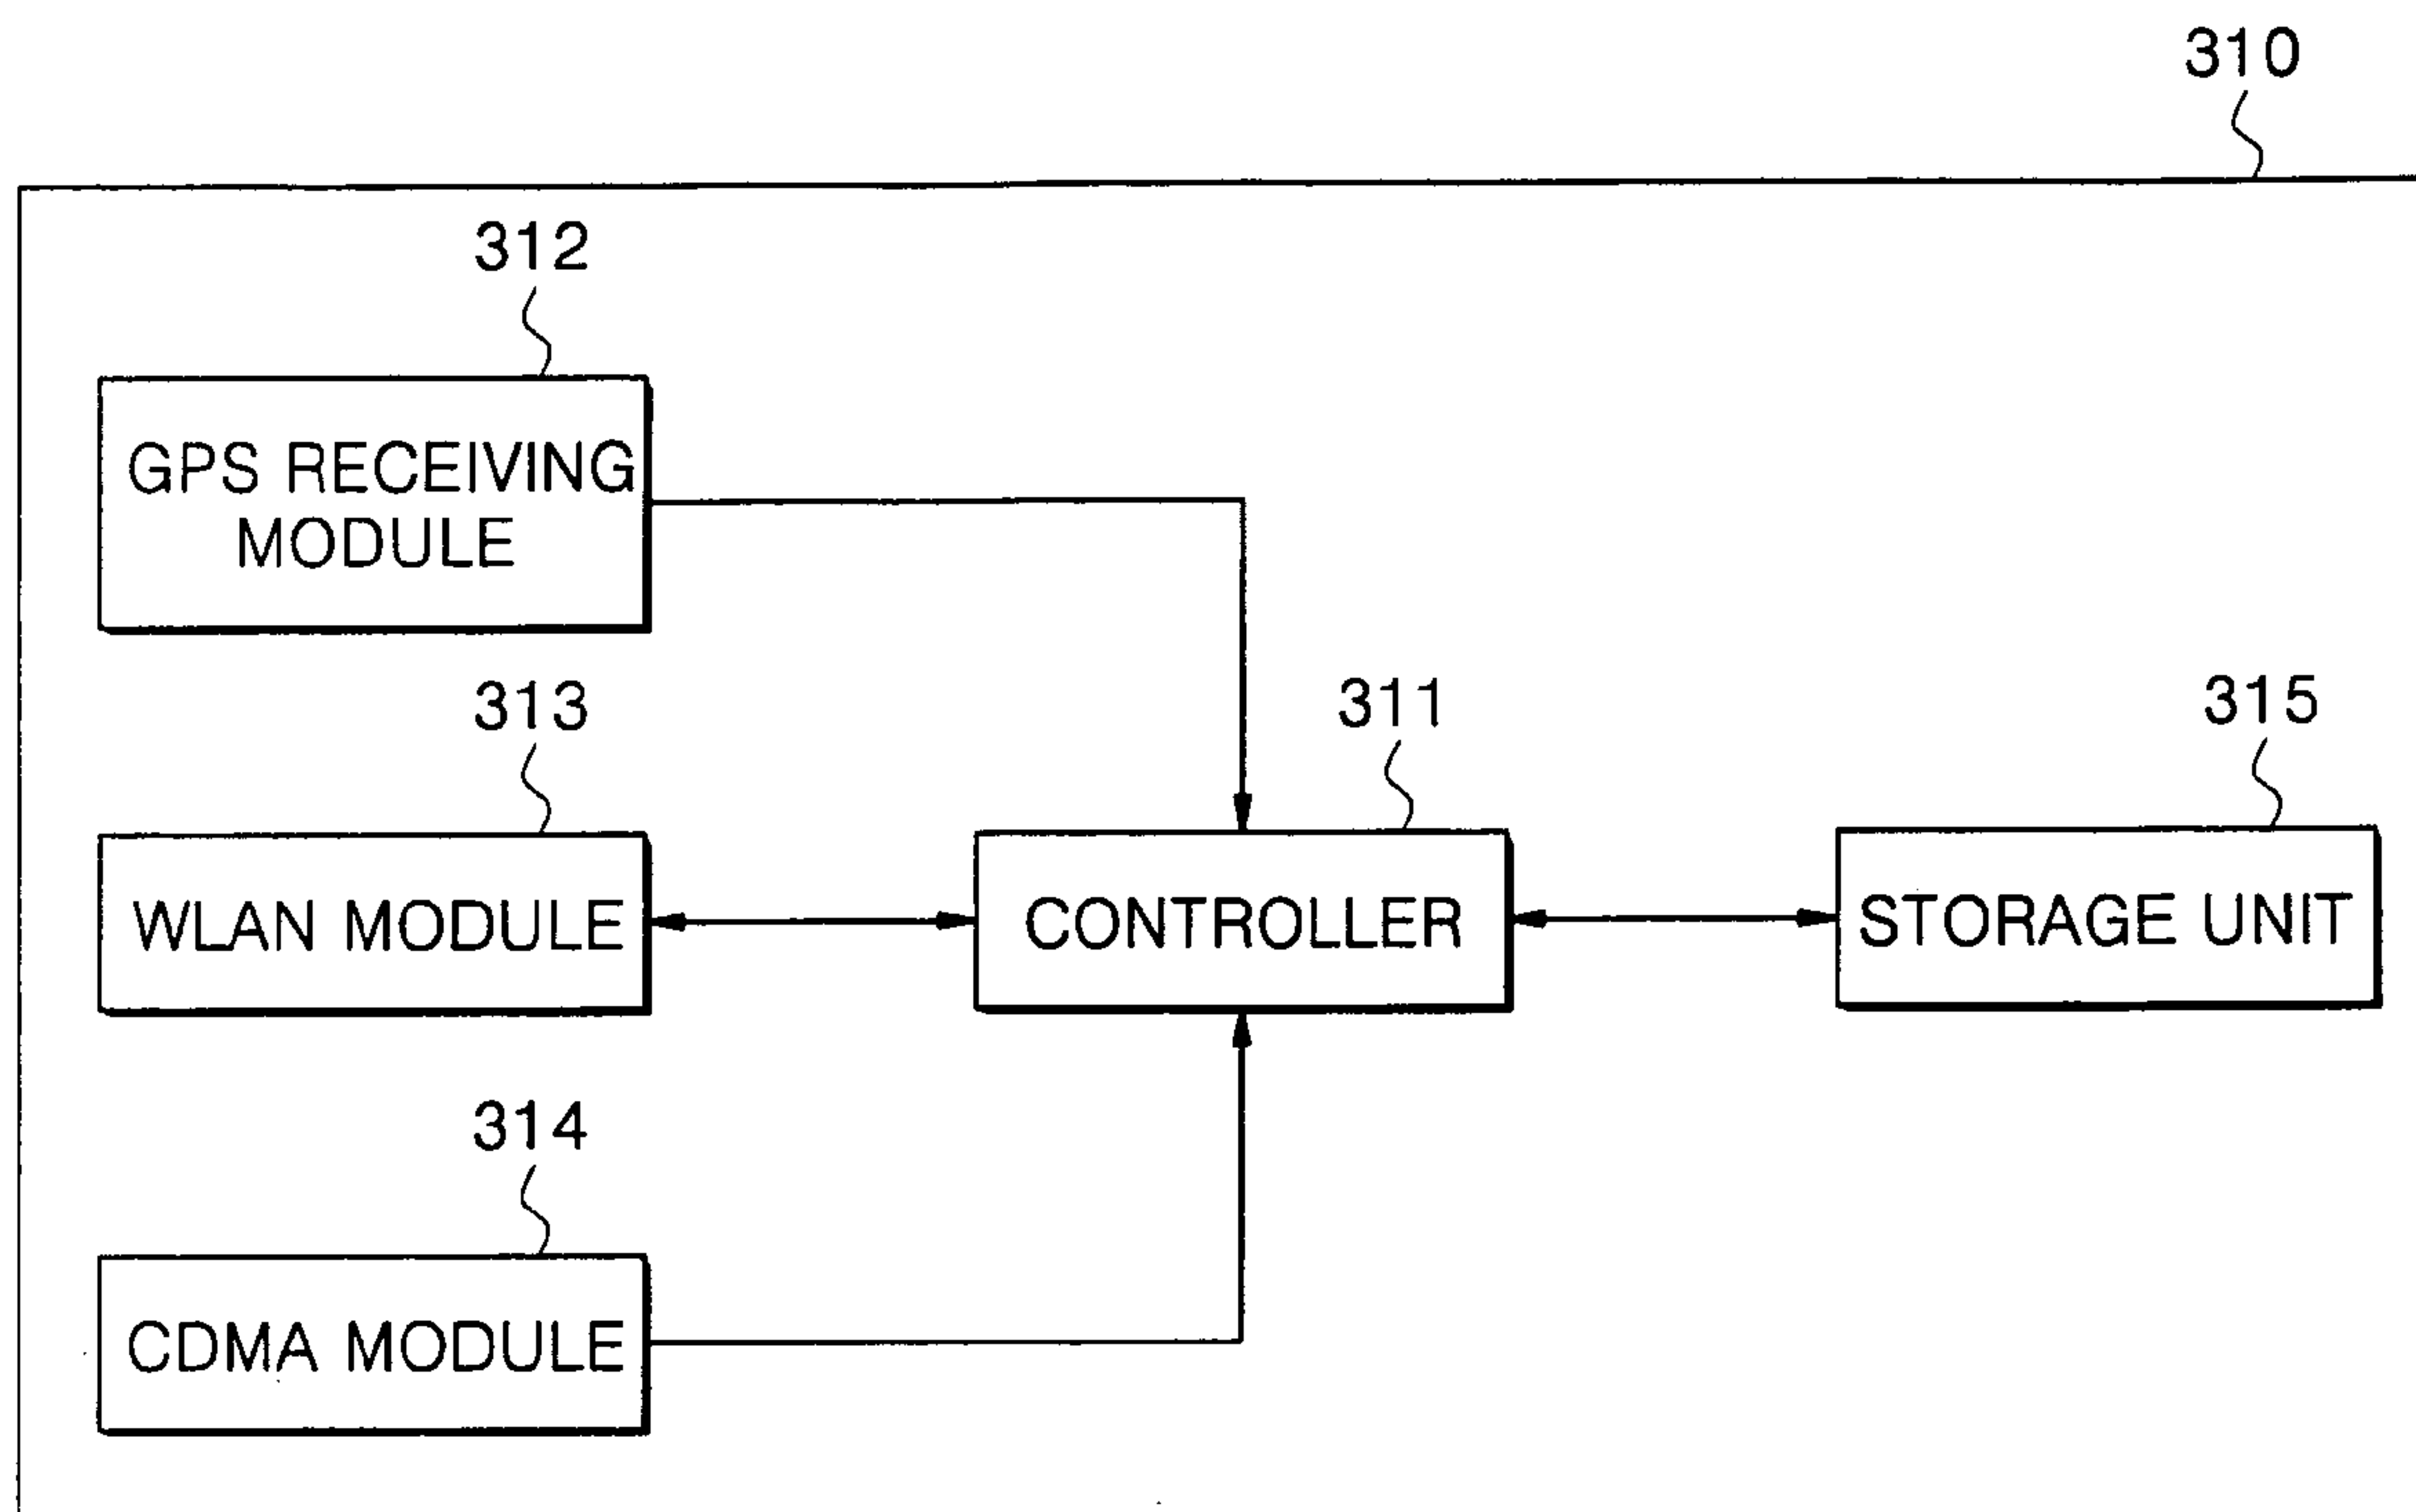 310
312
GPS RECEIVING
MODULE
313
311
315
WLAN MODULE
CONTROLLER
STORAGE UNIT
314
CDMA MODULE